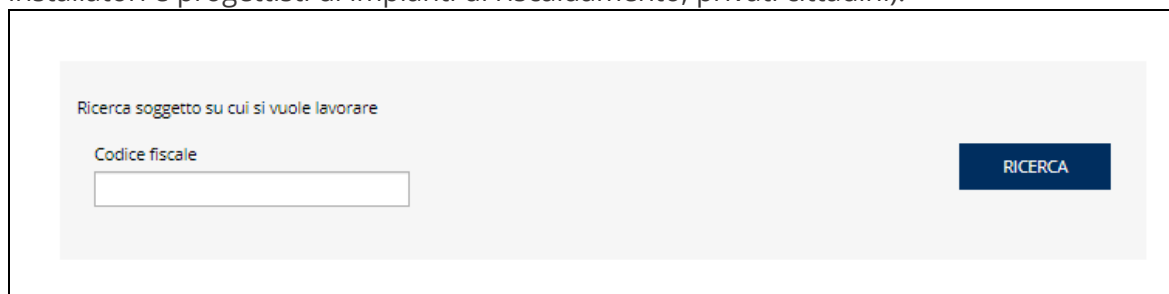 installatori e progettisti di impianti di riscaldamento, privati cittadini).
Ricerca soggetto su cui si vuole lavorare
Codice fiscale
RICERCA